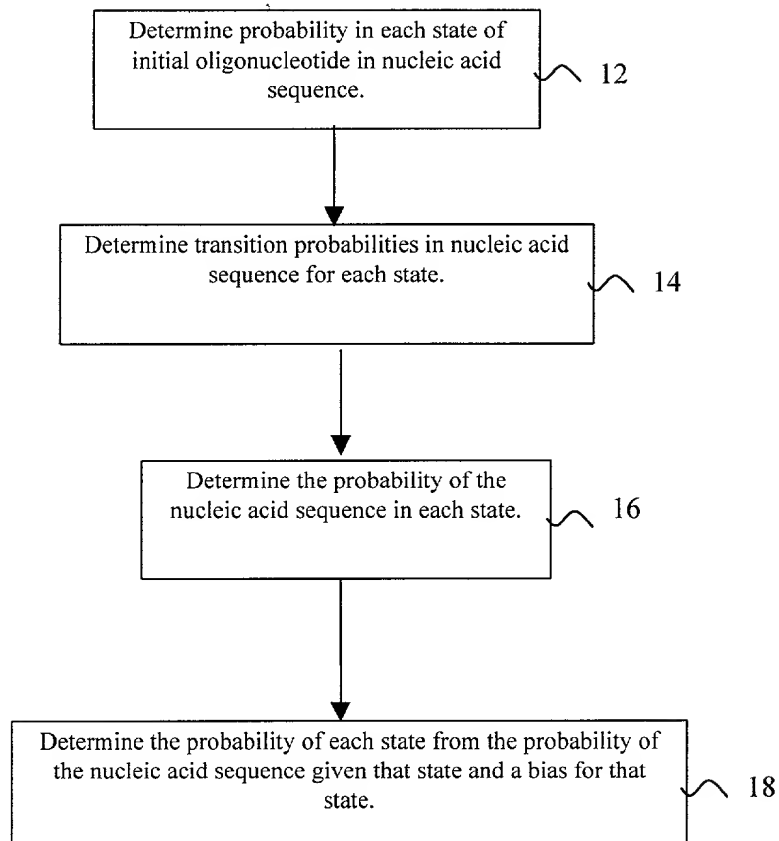 Determine probability in each state of
initial oligonucleotide in nucleic acid
sequence.
12
Determine transition probabilities in nucleic acid
sequence for each state.
14
Determine the probability of the
nucleic acid sequence in each state.
16
Determine the probability of each state from the probability of
the nucleic acid sequence given that state and a bias for that
state.
18